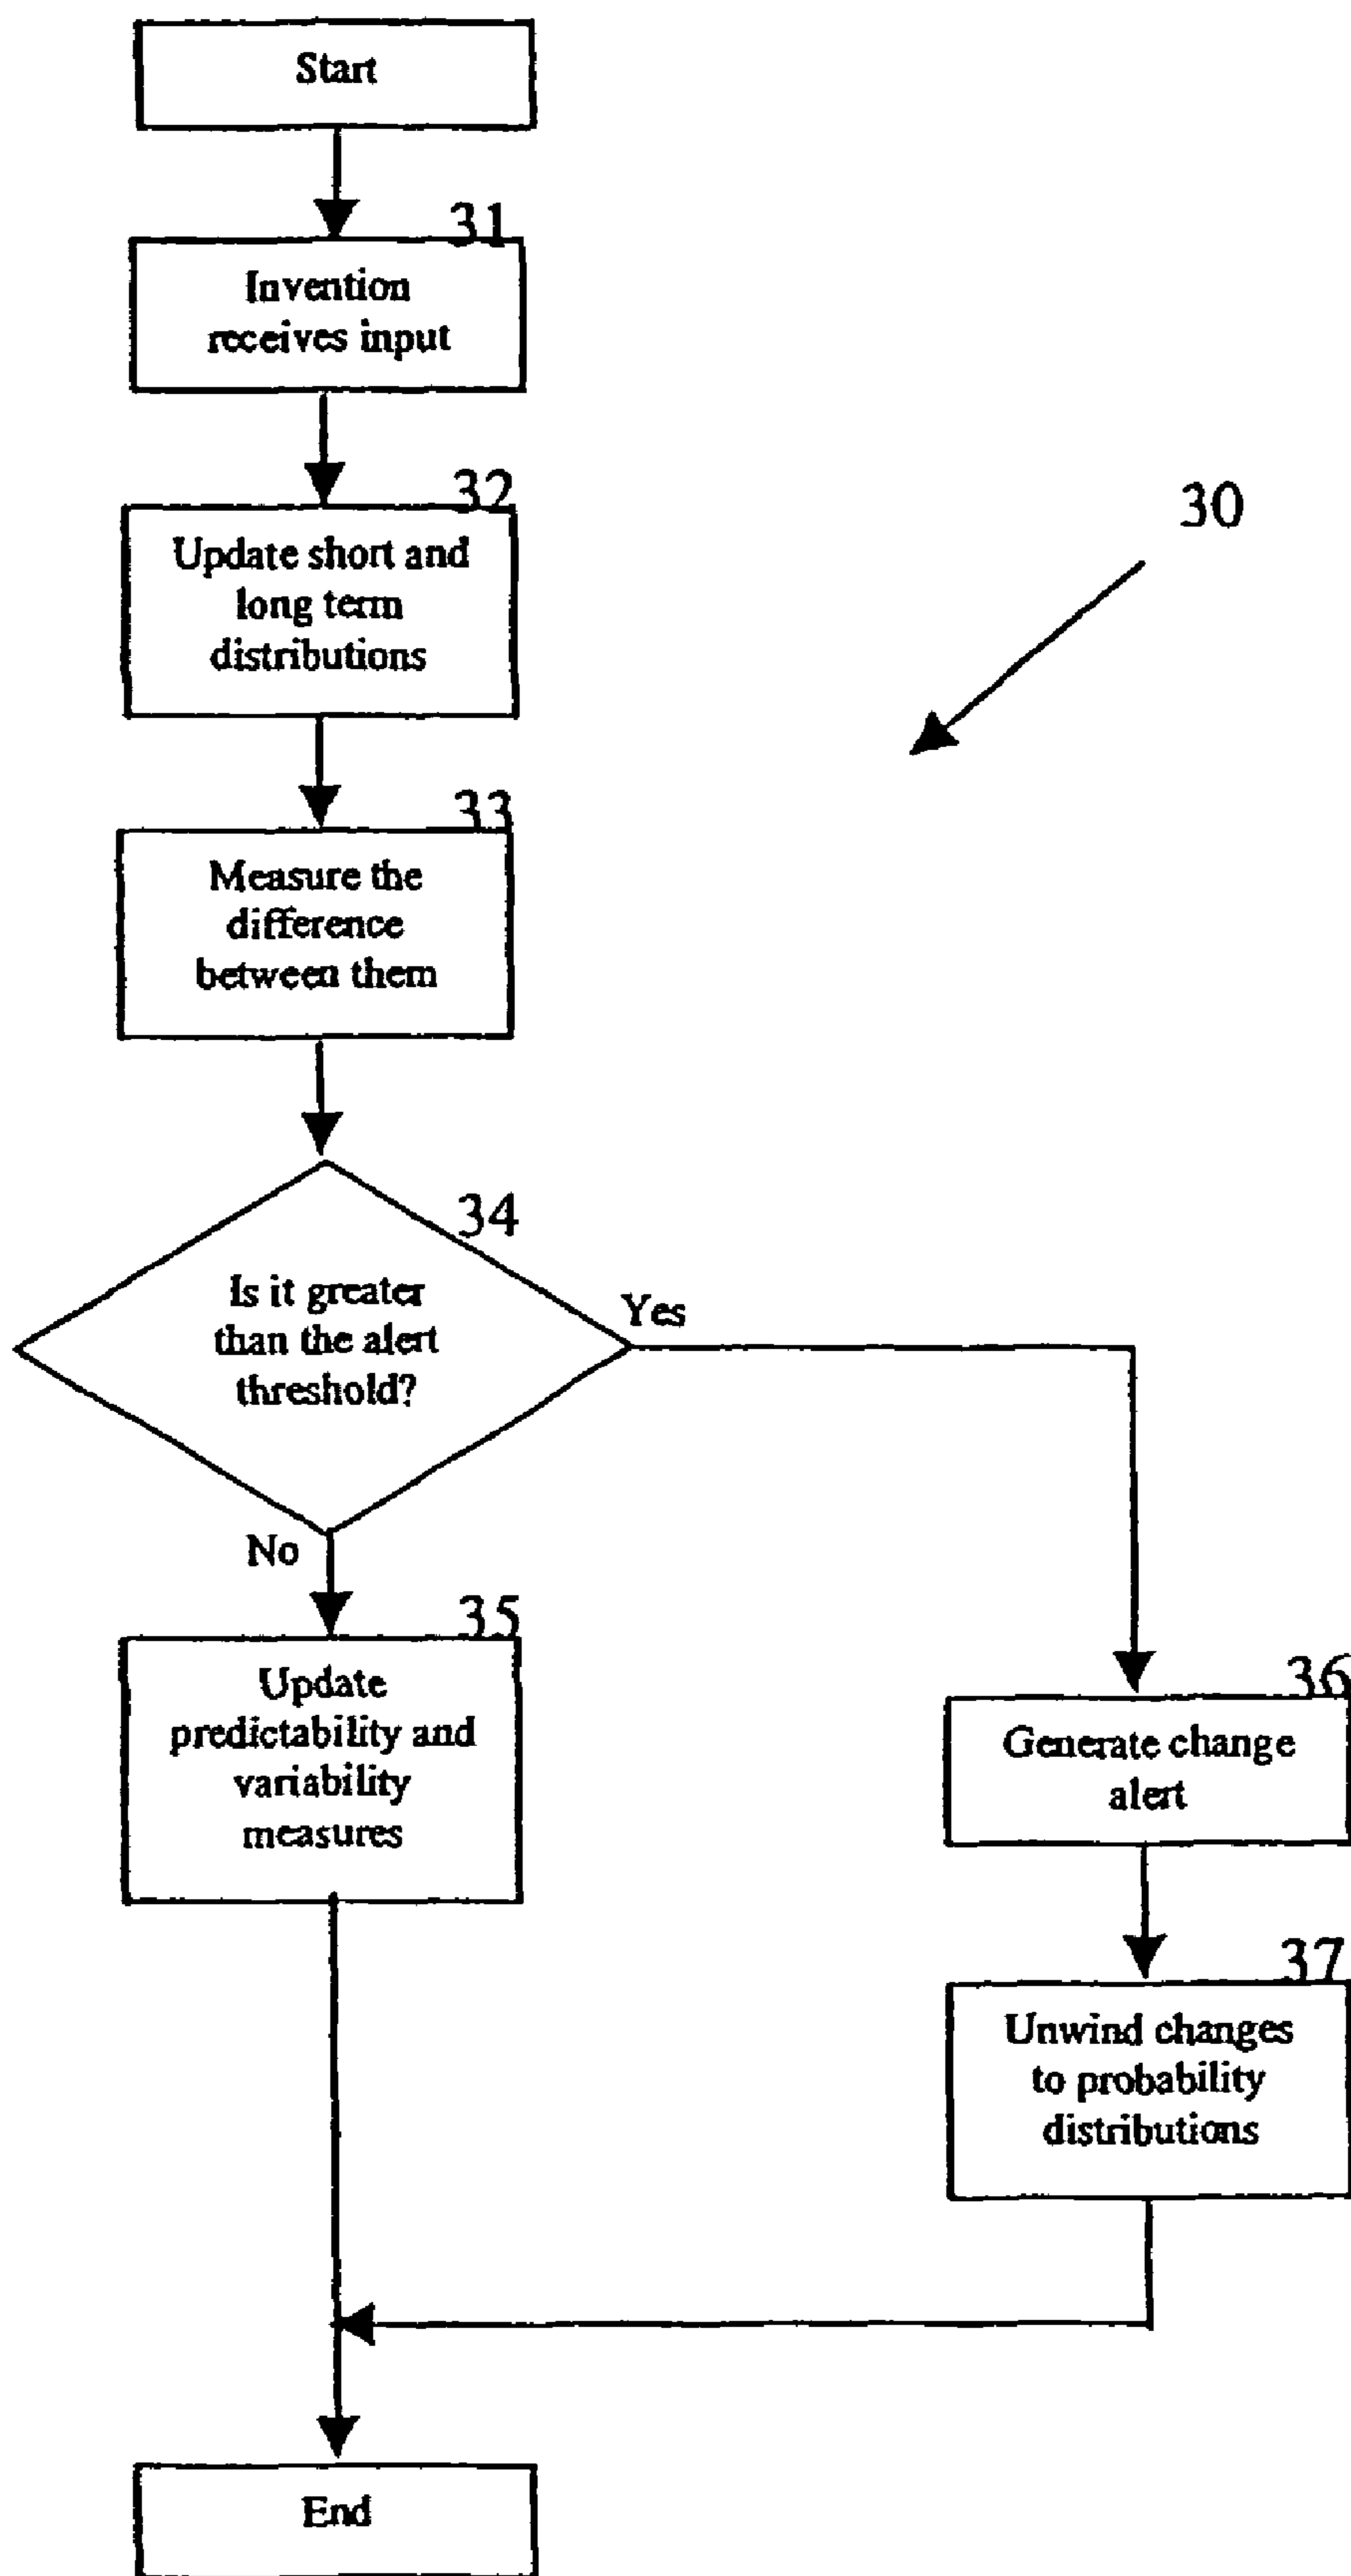 Start
31
Invention
receives input
32
Update short and
long term
distributions
30
33
Measure the
difference
between them
34
Is it greater
than the alert
threshold?
Yes
No
35
Update
predictability and
variability
measures
36
Generate change
alert
37
Unwind changes
to probability
distributions
End